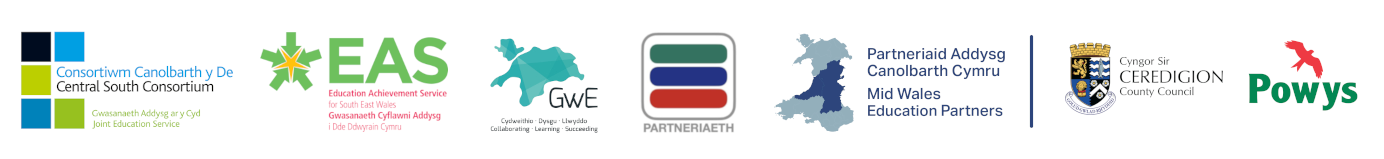 Consortiwm Canolbarth y De
Central South Consortium
Gwasanaeth Addysg ar y Cyd
Joint Education Service
EAS
Education Achievement Service
for South East Wales
Gwasanaeth Cyflawni Addysg
i Dde Ddwyrain Cymru
GwE
Cydweithio · Dysgu · Llwyddo
Collaborating · Learning · Succeeding
PARTNERIAETH
Partneriaid Addysg
Canolbarth Cymru
Mid Wales
Education Partners
Cyngor Sir
CEREDIGION
County Council
Powys